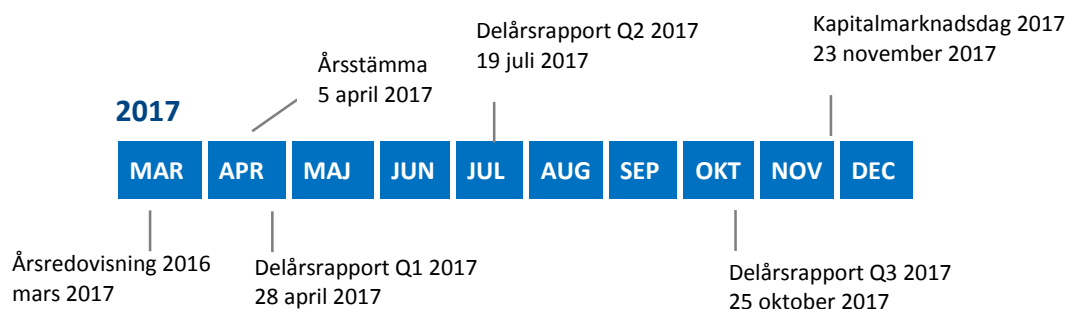 Delårsrapport Q2 2017
19 juli 2017
Kapitalmarknadsdag 2017
23 november 2017
Årsstämma
5 april 2017
2017
MAR APR MAJ JUN JUL AUG SEP OKT NOV DEC
Årsredovisning 2016
mars 2017
Delårsrapport Q1 2017
28 april 2017
Delårsrapport Q3 2017
25 oktober 2017